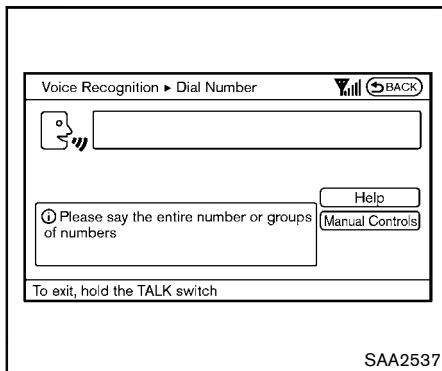 Voice Recognition ▸ Dial Number
BACK
Help
Manual Controls
ⓘ Please say the entire number or groups
of numbers
To exit, hold the TALK switch
SAA2537